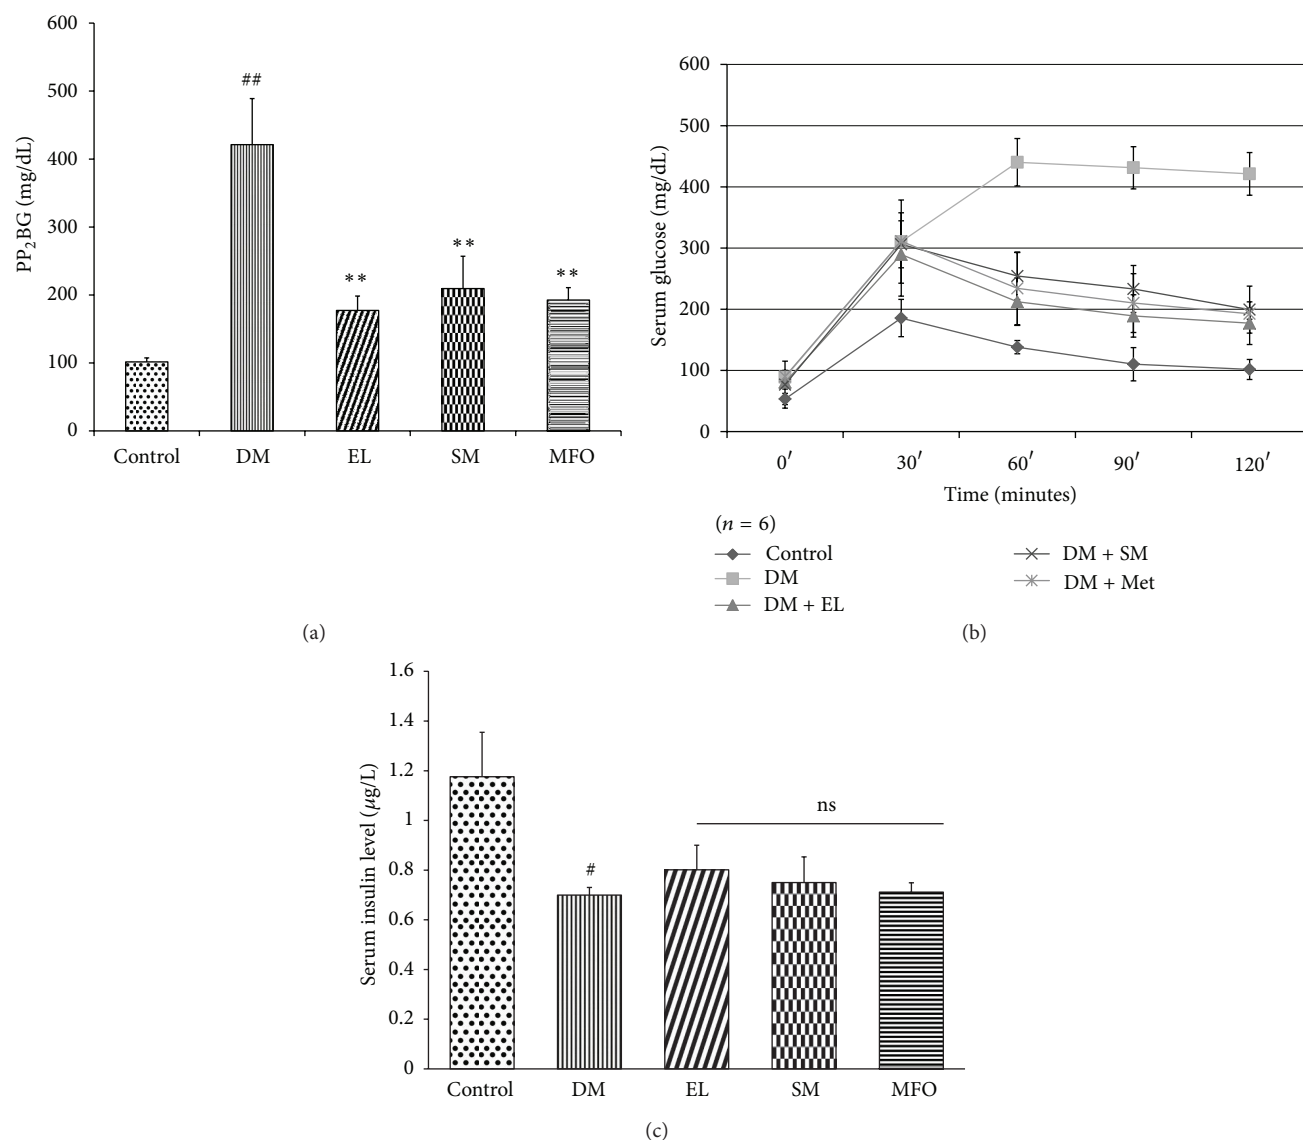 600
500
400
300
200
100
0
PP₂BG (mg/dL)
##
**
**
**
Control DM EL SM MFO
(a)
600
500
400
300
200
100
0
Serum glucose (mg/dL)
0′ 30′ 60′ 90′ 120′
Time (minutes)
(n = 6)
Control
DM
DM + EL
DM + SM
DM + Met
(b)
1.6
1.4
1.2
1
0.8
0.6
0.4
0.2
0
Serum insulin level (μg/L)
#
ns
Control DM EL SM MFO
(c)